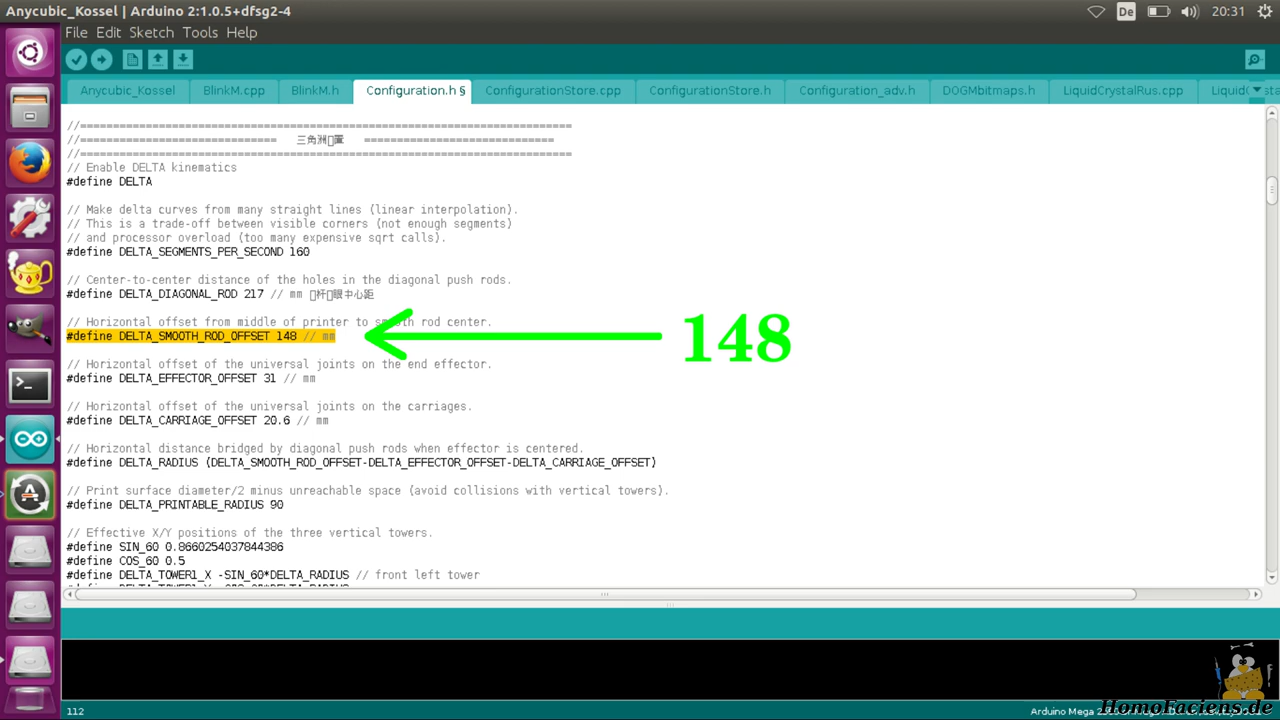 Anycubic_Kossel | Arduino 2:1.0.5+dfsg2-4
De
20:31
File Edit Sketch Tools Help
Anycubic_Kossel BlinkM.cpp BlinkM.h Configuration.h § ConfigurationStore.cpp ConfigurationStore.h Configuration_adv.h DOGMbitmaps.h LiquidCrystalRus.cpp
//===========================================================================
//============================== 三角洲 置 =============================
//===========================================================================
// Enable DELTA kinematics
#define DELTA
// Make delta curves from many straight lines (linear interpolation).
// This is a trade-off between visible corners (not enough segments)
// and processor overload (too many expensive sqrt calls).
#define DELTA_SEGMENTS_PER_SECOND 160
// Center-to-center distance of the holes in the diagonal push rods.
#define DELTA_DIAGONAL_ROD 217 // mm 杆 眼中心距
// Horizontal offset from middle of printer to smooth rod center.
#define DELTA_SMOOTH_ROD_OFFSET 148 // mm
148
// Horizontal offset of the universal joints on the end effector.
#define DELTA_EFFECTOR_OFFSET 31 // mm
// Horizontal offset of the universal joints on the carriages.
#define DELTA_CARRIAGE_OFFSET 20.6 // mm
// Horizontal distance bridged by diagonal push rods when effector is centered.
#define DELTA_RADIUS (DELTA_SMOOTH_ROD_OFFSET-DELTA_EFFECTOR_OFFSET-DELTA_CARRIAGE_OFFSET)
// Print surface diameter/2 minus unreachable space (avoid collisions with vertical towers).
#define DELTA_PRINTABLE_RADIUS 90
// Effective X/Y positions of the three vertical towers.
#define SIN_60 0.8660254037844386
#define COS_60 0.5
#define DELTA_TOWER1_X -SIN_60*DELTA_RADIUS // front left tower
112
Arduino Mega 2
HomoFaciens.de